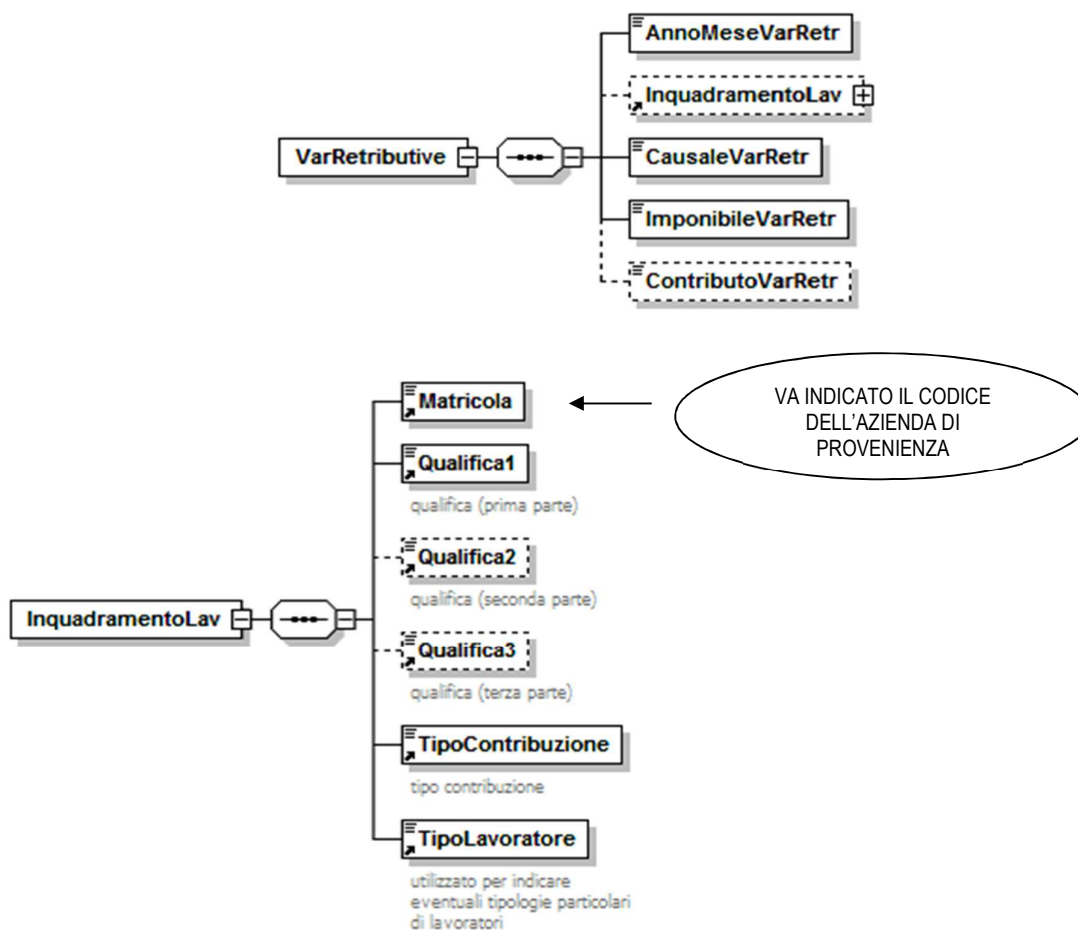 AnnoMeseVarRetr
InquadramentoLav
VarRetributive
CausaleVarRetr
ImponibileVarRetr
ContributoVarRetr
Matricola
VA INDICATO IL CODICE
DELL’AZIENDA DI
PROVENIENZA
Qualifica1
qualifica (prima parte)
Qualifica2
qualifica (seconda parte)
InquadramentoLav
Qualifica3
qualifica (terza parte)
TipoContribuzione
tipo contribuzione
TipoLavoratore
utilizzato per indicare
eventuali tipologie particolari
di lavoratori